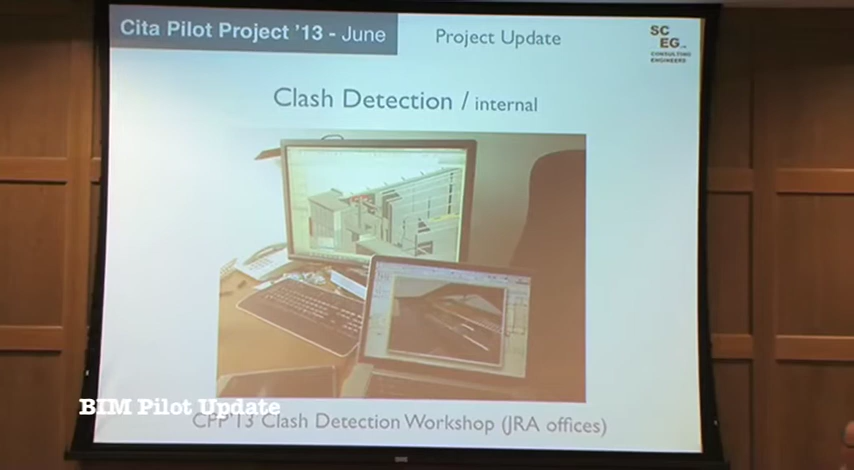 Cita Pilot Project '13 - June
Project Update
SC
EG
CONSULTING
ENGINEERS
Clash Detection / internal
BIM Pilot Update
CPP'13 Clash Detection Workshop (JRA offices)